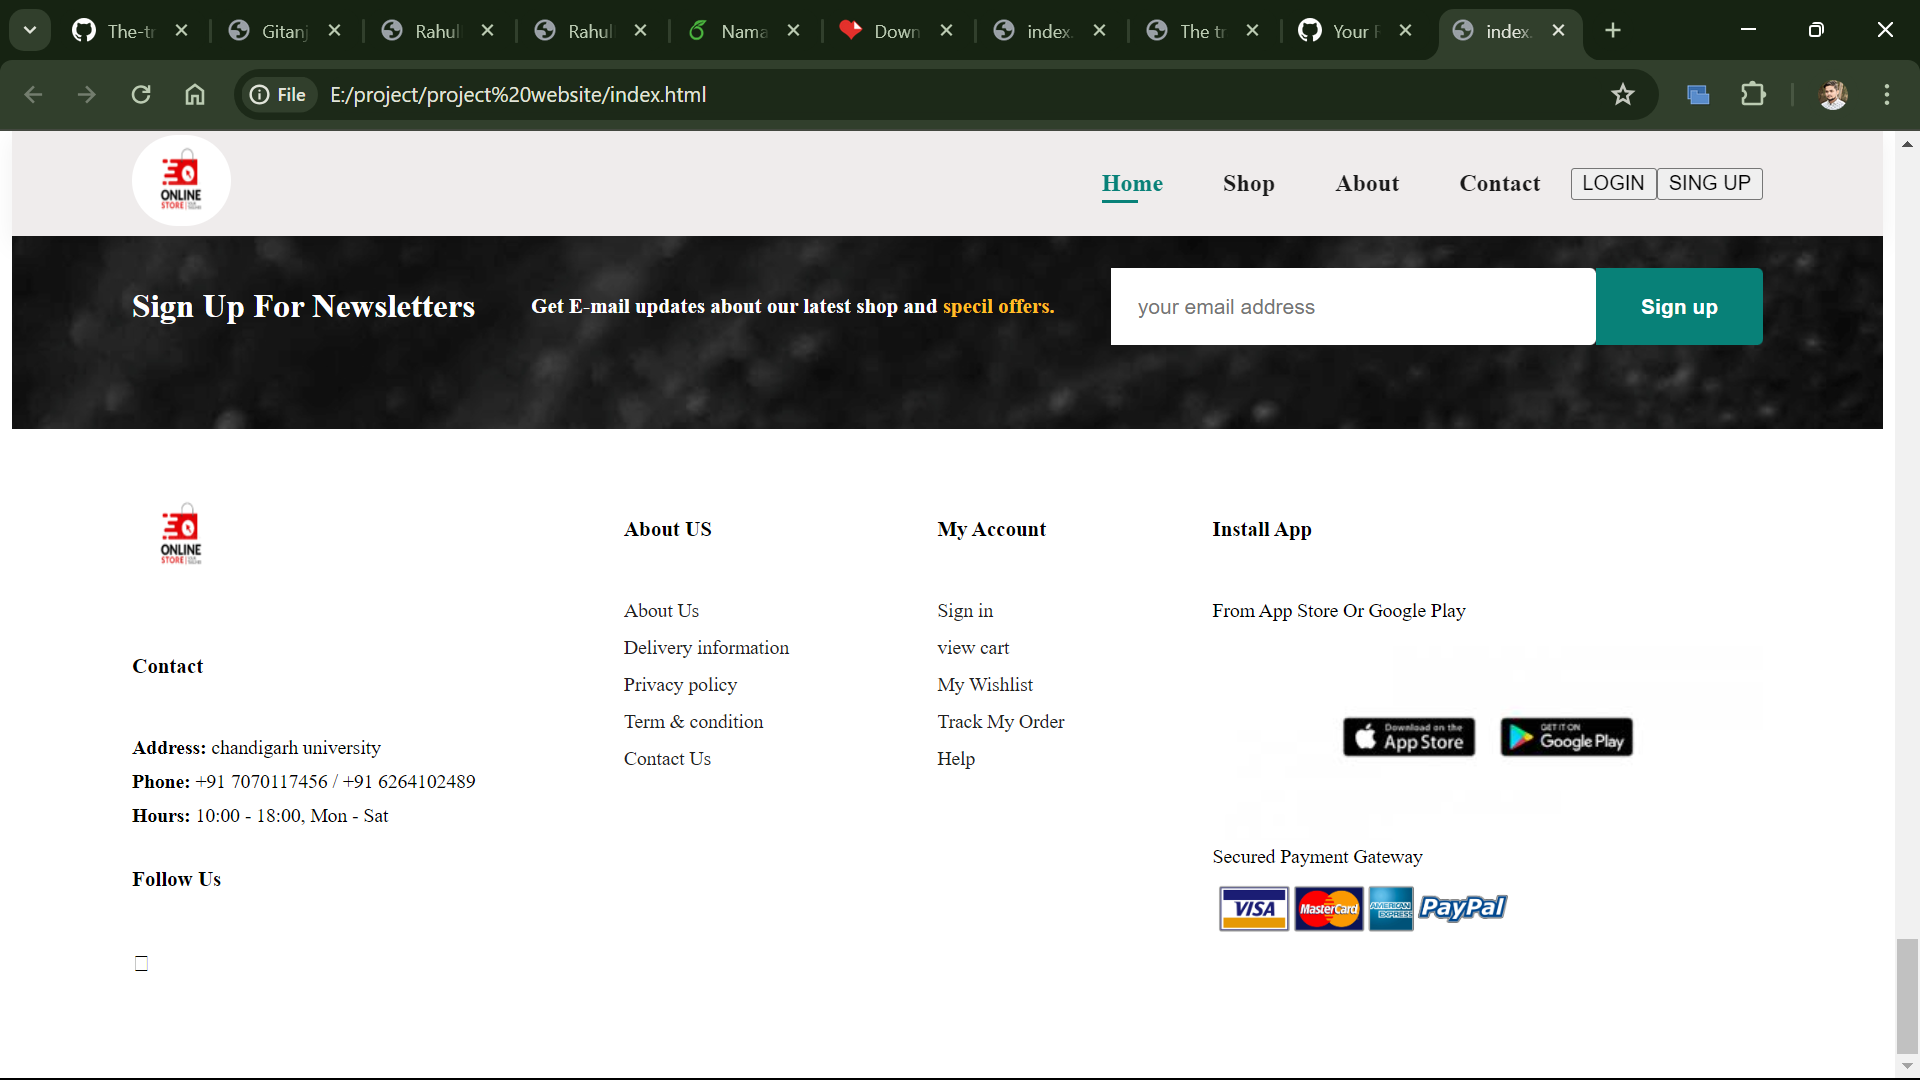 The-tr Gitanj Rahul Rahul Nama Down index. The tr Your R index.
File E:/project/project%20website/index.html
ONLINE
STORE
Home Shop About Contact LOGIN SING UP
Sign Up For Newsletters
Get E-mail updates about our latest shop and specil offers.
your email address Sign up
ONLINE
STORE
Contact
Address: chandigarh university
Phone: +91 7070117456 / +91 6264102489
Hours: 10:00 - 18:00, Mon - Sat
Follow Us
About US
About Us
Delivery information
Privacy policy
Term & condition
Contact Us
My Account
Sign in
view cart
My Wishlist
Track My Order
Help
Install App
From App Store Or Google Play
Download on the
App Store
GET IT ON
Google Play
Secured Payment Gateway
VISA MasterCard AMERICAN EXPRESS PayPal